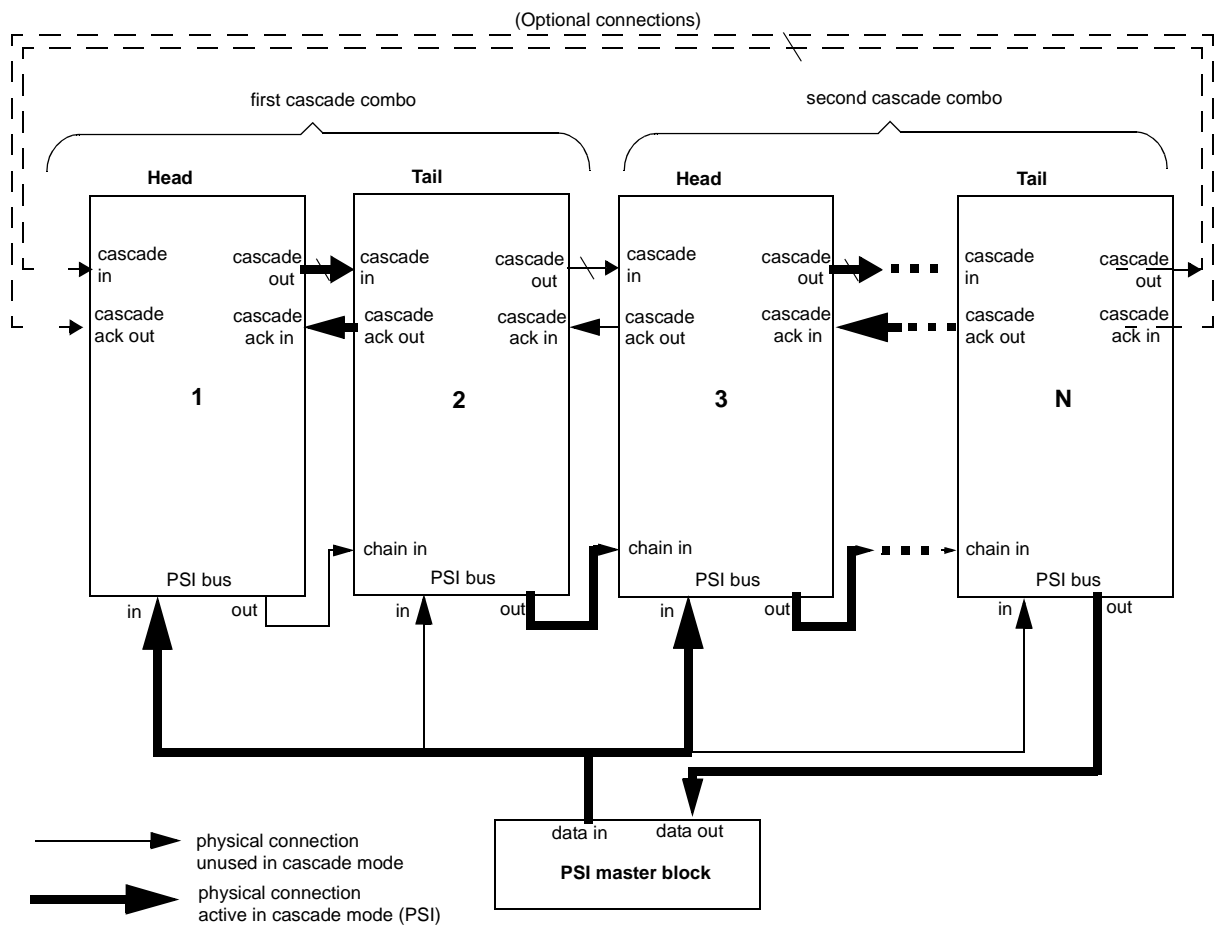 (Optional connections)
first cascade combo
second cascade combo
Head
Tail
Head
Tail
cascade
in
cascade
out
cascade
in
cascade
out
cascade
in
cascade
out
cascade
in
cascade
out
cascade
ack out
cascade
ack in
cascade
ack out
cascade
ack in
cascade
ack out
cascade
ack in
cascade
ack out
cascade
ack in
1
2
3
N
chain in
chain in
chain in
PSI bus
PSI bus
PSI bus
PSI bus
in
out
in
out
in
out
in
out
data in
data out
PSI master block
physical connection
unused in cascade mode
physical connection
active in cascade mode (PSI)